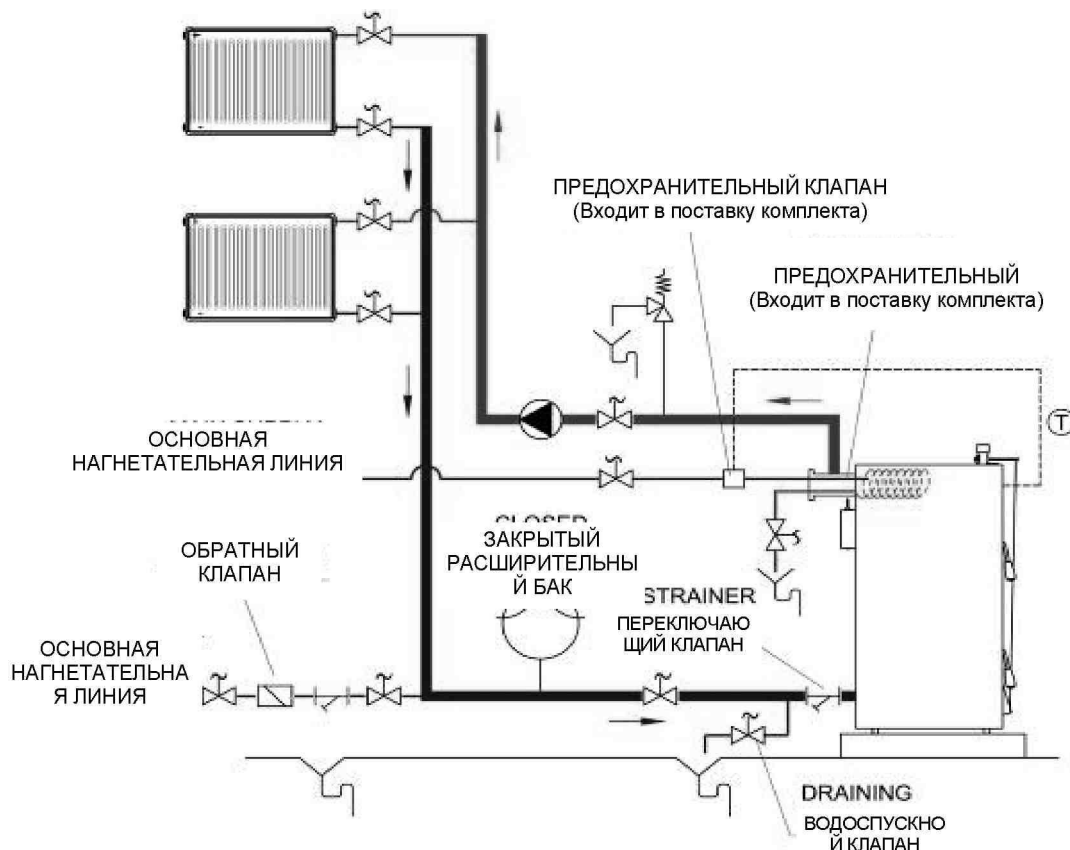 ПРЕДОХРАНИТЕЛЬНЫЙ КЛАПАН
(Входит в поставку комплекта)
ПРЕДОХРАНИТЕЛЬНЫЙ
(Входит в поставку комплекта)
T
ОСНОВНАЯ
НАГНЕТАТЕЛЬНАЯ ЛИНИЯ
ЗАКРЫТЫЙ
РАСШИРИТЕЛЬНЫ
Й БАК
ОБРАТНЫЙ
КЛАПАН
STRAINER
ПЕРЕКЛЮЧАЮ
ЩИЙ КЛАПАН
ОСНОВНАЯ
НАГНЕТАТЕЛЬНА
Я ЛИНИЯ
DRAINING
ВОДОСПУСКНО
Й КЛАПАН